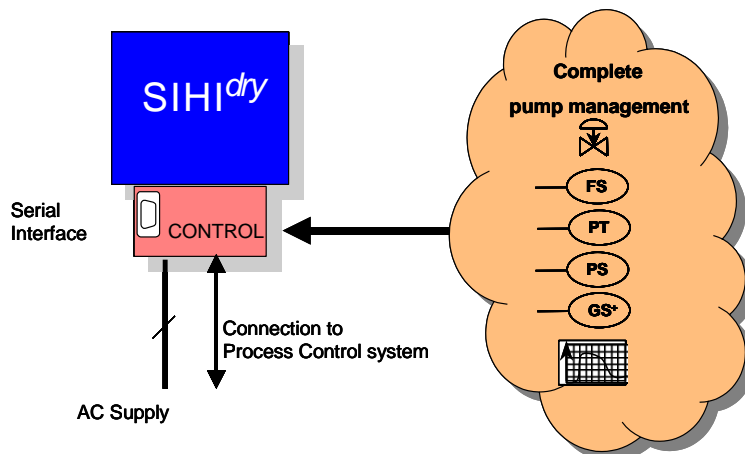 SIHIdry
Serial
Interface
CONTROL
Connection to
Process Control system
AC Supply
Complete
pump management
FS
PT
PS
GS+